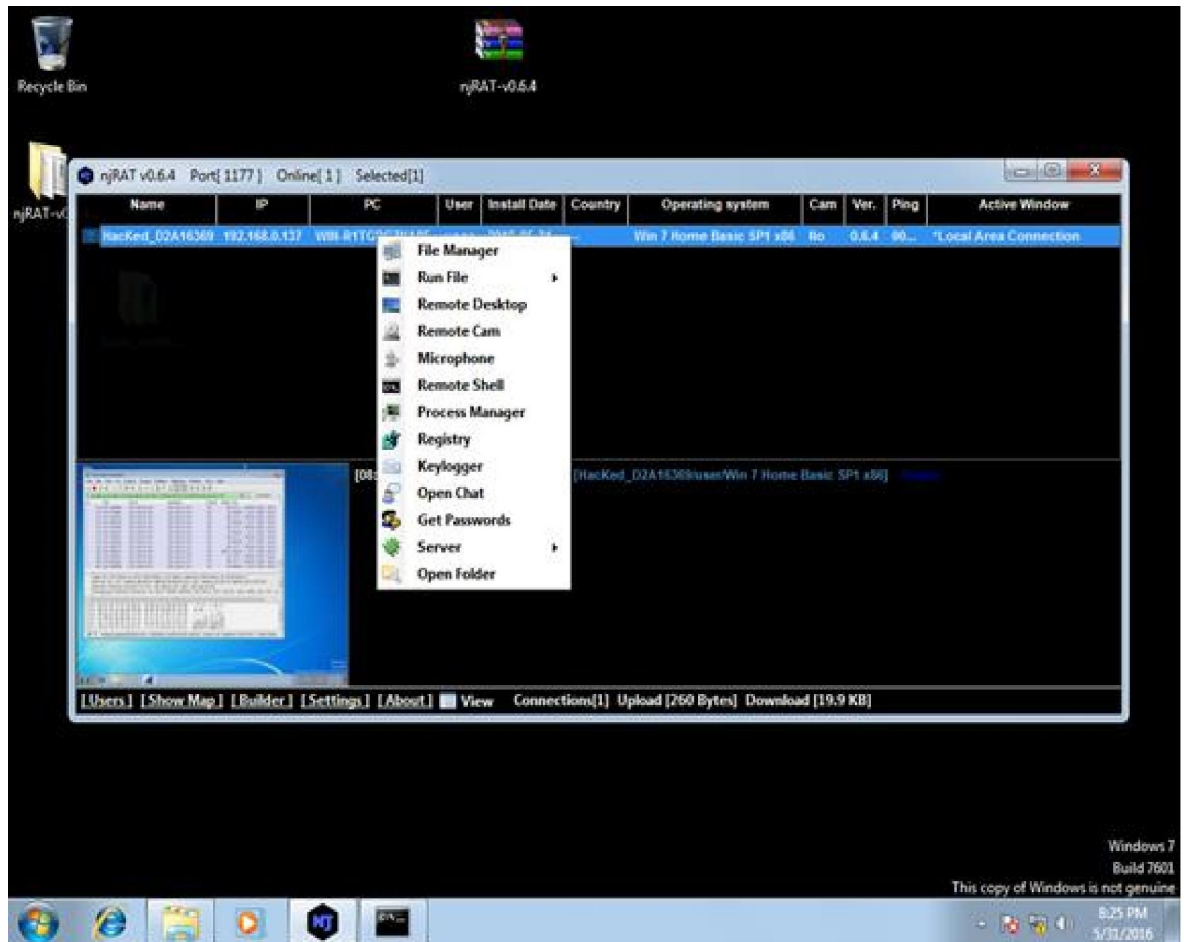 Recycle Bin
njRAT-v0.6.4
njRAT v0.6.4 Port[ 1177 ] Online[ 1 ] Selected[1]
Name IP PC User Install Date Country Operating system Cam Ver. Ping Active Window
HacKed_D2A16369 192.168.0.137 Win 7 Home Basic SP1 x86 No 0.6.4 00... "Local Area Connection
File Manager
Run File
Remote Desktop
Remote Cam
Microphone
Remote Shell
Process Manager
Registry
Keylogger
Open Chat
Get Passwords
Server
Open Folder
[HacKed_D2A16369/user/Win 7 Home Basic SP1 x86]
[Users] [Show Map] [Builder] [Settings] [About] View Connections[1] Upload [260 Bytes] Download [19.9 KB]
Windows 7
Build 7601
This copy of Windows is not genuine
8:25 PM
5/31/2016